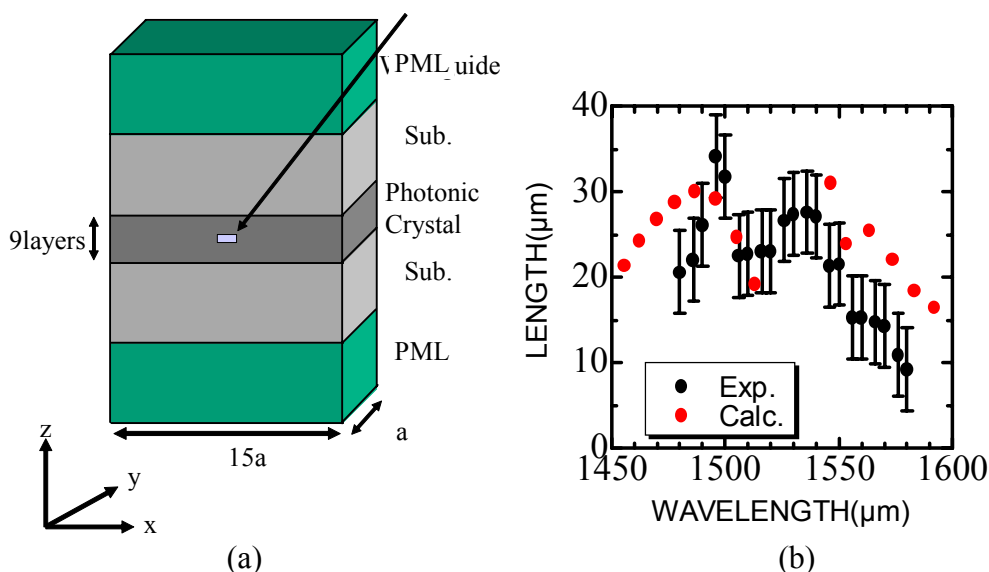 PML
uide
Sub.
Photonic
Crystal
9layers
Sub.
PML
a
15a
z
y
x
(a)
40
30
20
10
0
LENGTH(µm)
Exp.
Calc.
1450
1500
1550
1600
WAVELENGTH(µm)
(b)